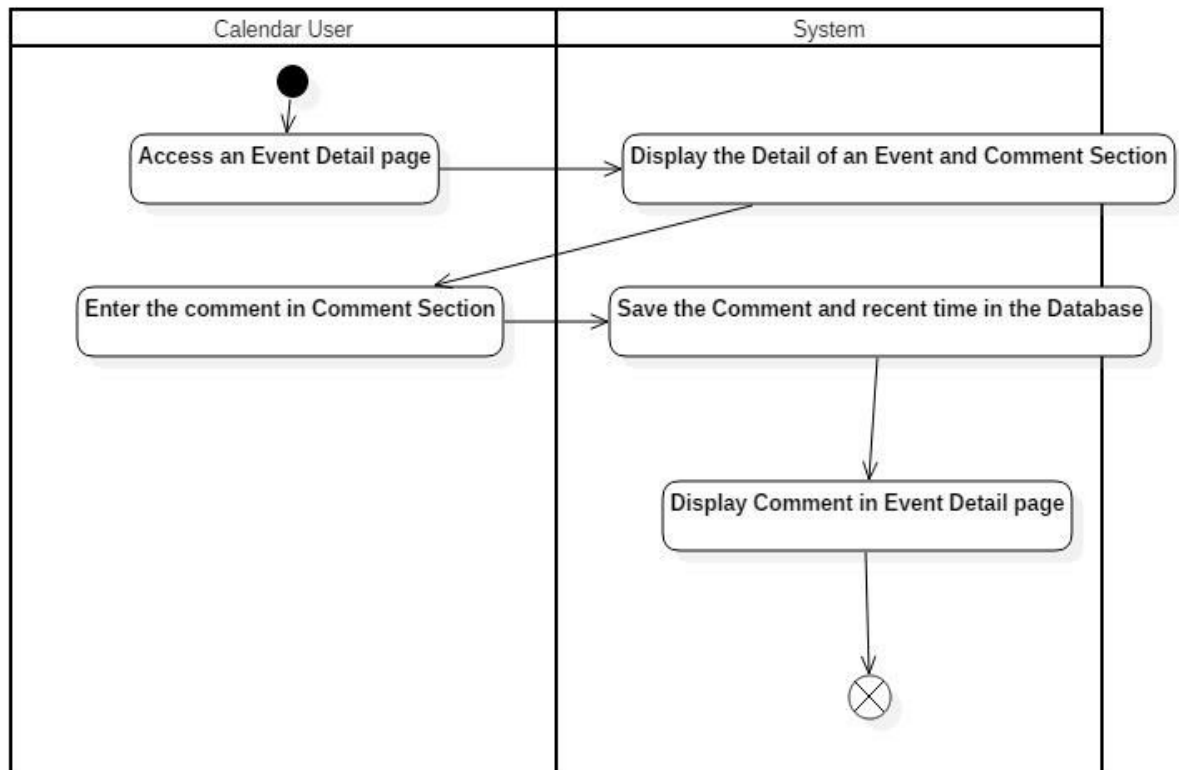 Calendar User
System
Access an Event Detail page
Display the Detail of an Event and Comment Section
Enter the comment in Comment Section
Save the Comment and recent time in the Database
Display Comment in Event Detail page